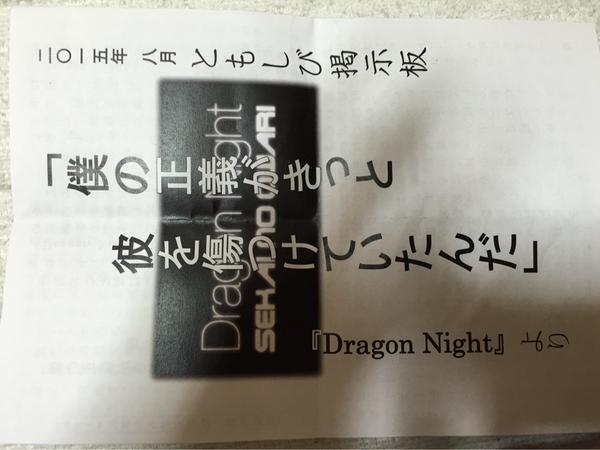 二〇一五年 八月 ともしび掲示板
「僕の正義がきっと
彼を傷つけていたんだ」
『Dragon Night』より
Dragon Night
SEKAI NO OWARI